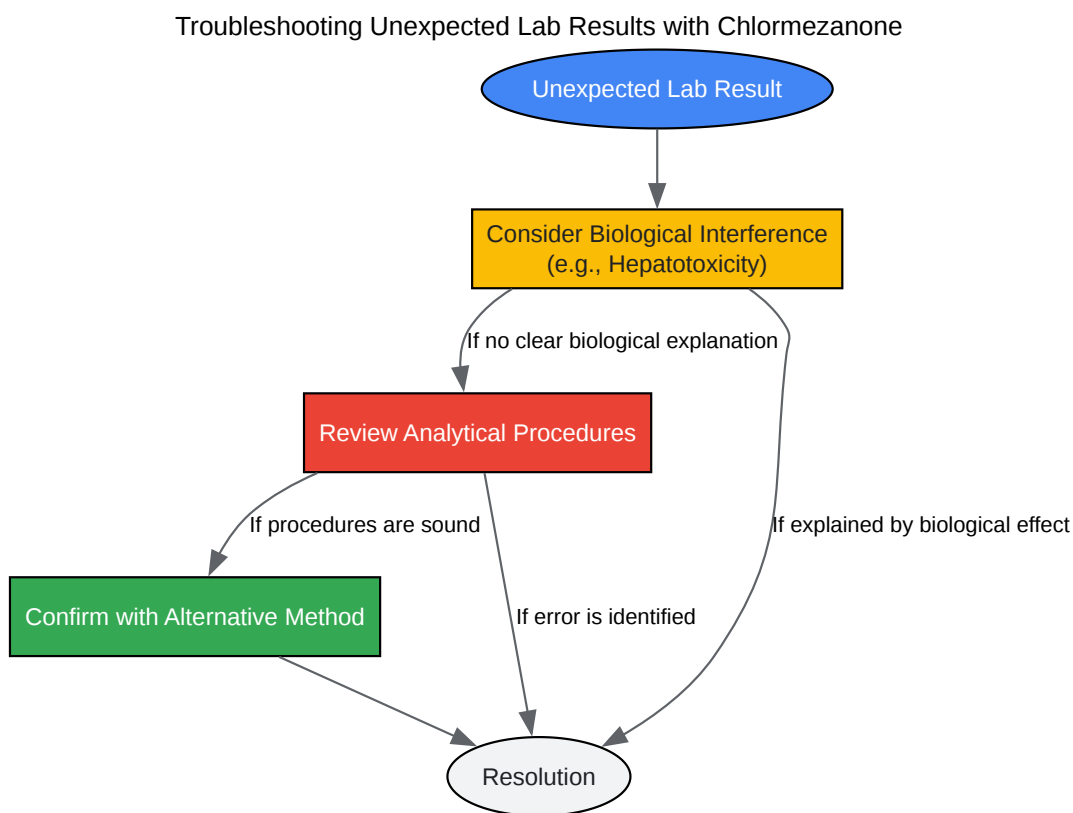 Troubleshooting Unexpected Lab Results with Chlormezanone
Unexpected Lab Result
Consider Biological Interference
(e.g., Hepatotoxicity)
If no clear biological explanation
Review Analytical Procedures
If procedures are sound
If explained by biological effect
Confirm with Alternative Method
If error is identified
Resolution